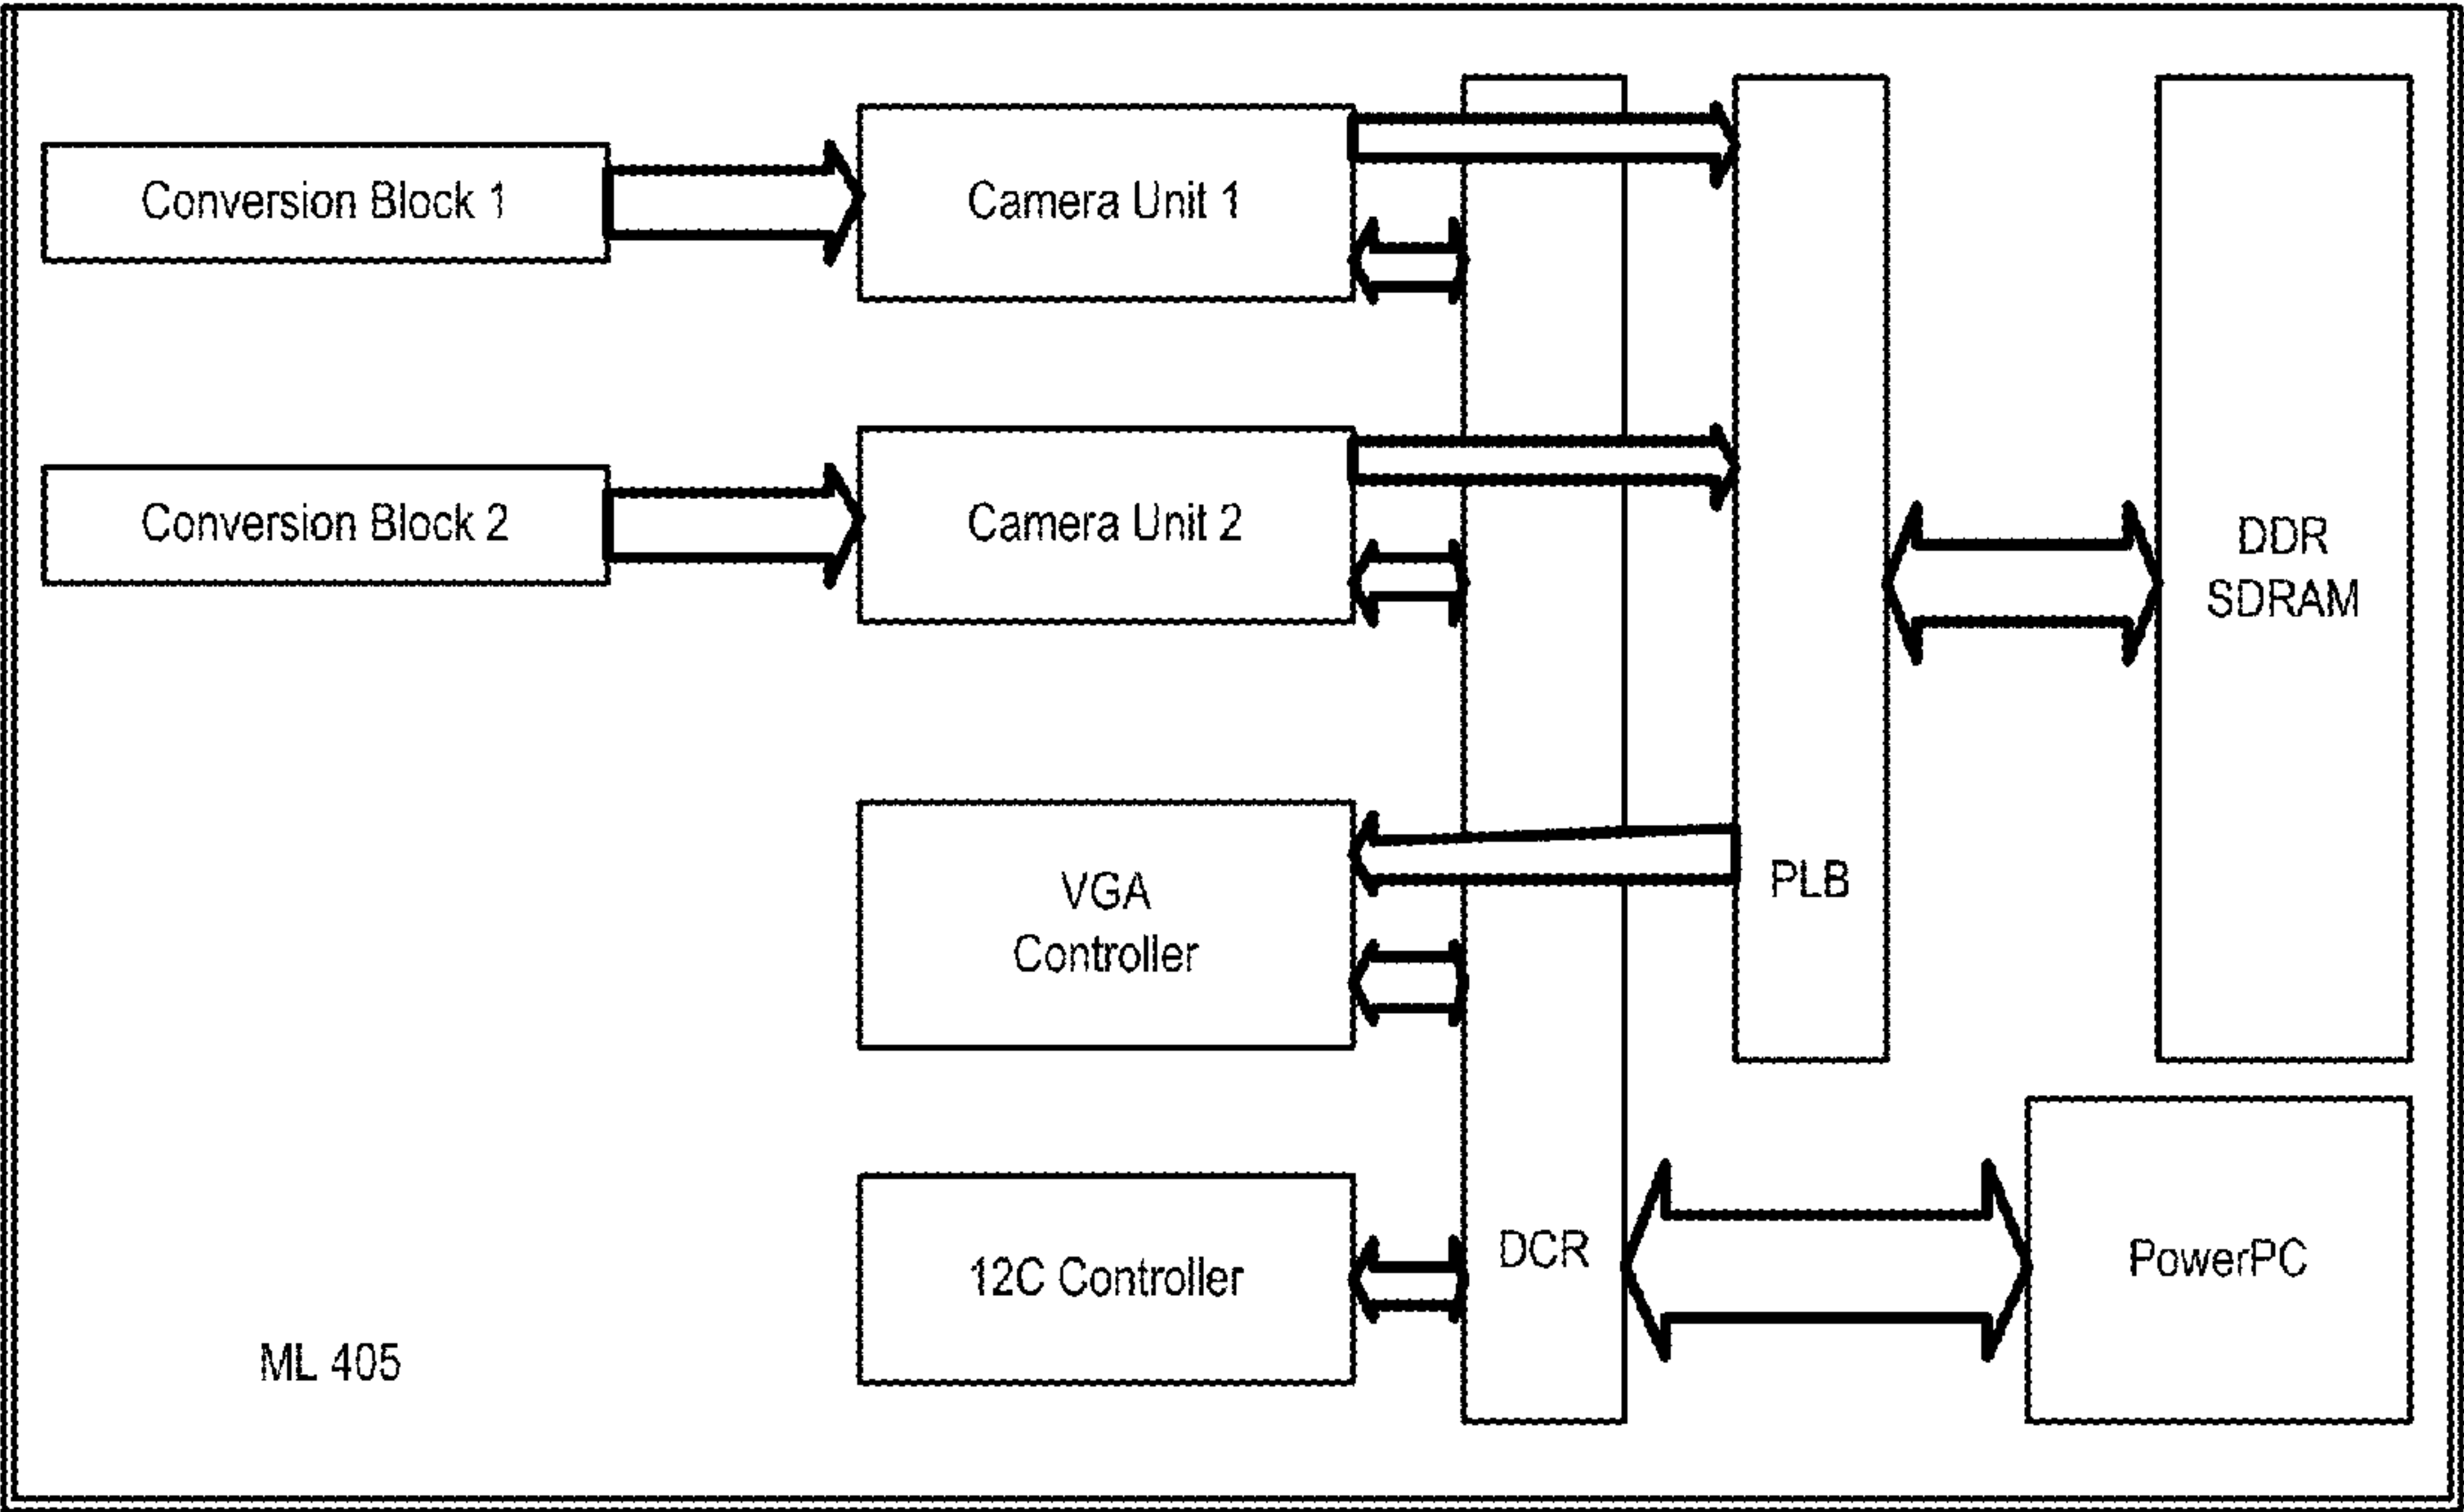 Conversion Block 1
Camera Unit 1
Conversion Block 2
Camera Unit 2
DDR
SDRAM
VGA
Controller
PLB
12C Controller
DCR
PowerPC
ML 405